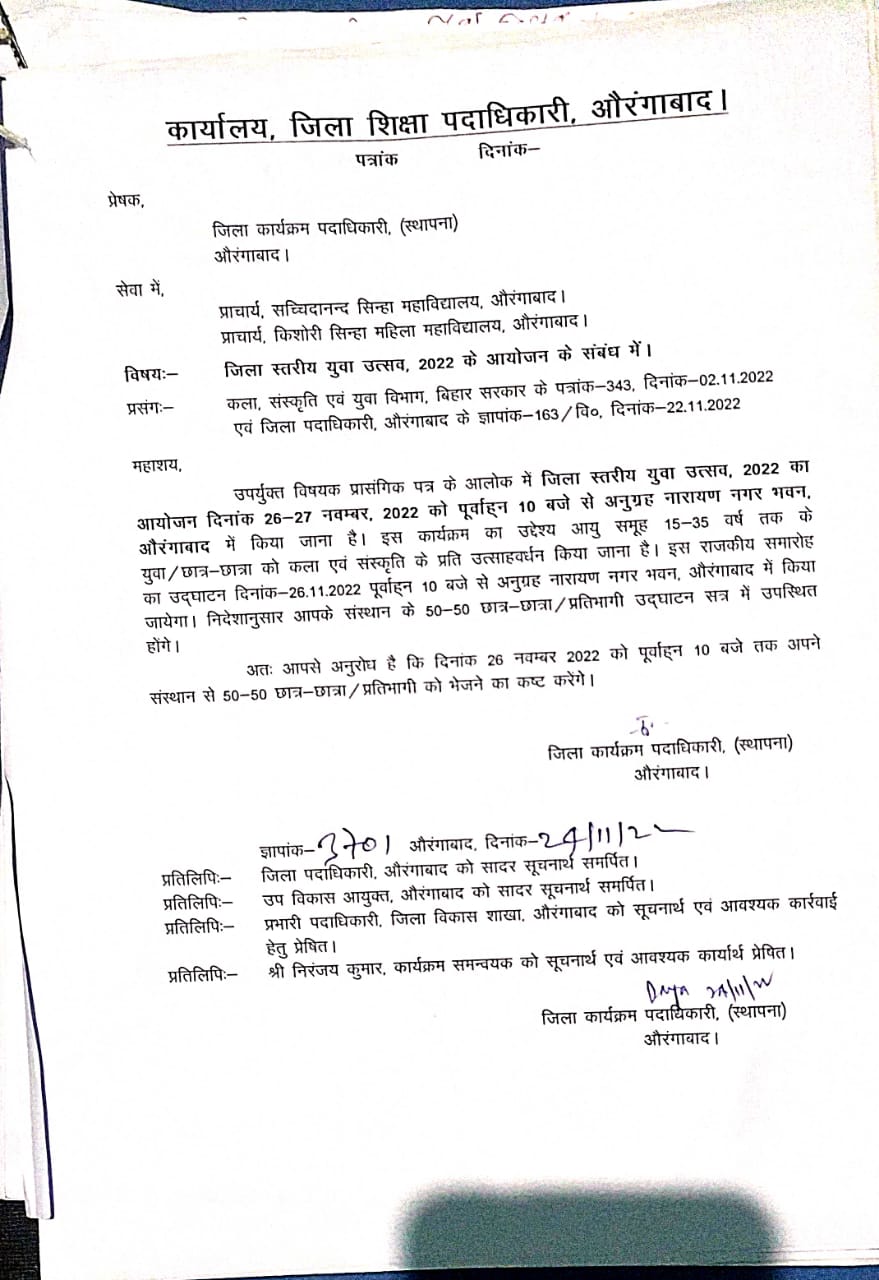 कार्यालय, जिला शिक्षा पदाधिकारी, औरंगाबाद।
पत्रांक दिनांक–
प्रेषक,
जिला कार्यक्रम पदाधिकारी, (स्थापना)
औरंगाबाद।
सेवा में,
प्राचार्य, सच्चिदानन्द सिन्हा महाविद्यालय, औरंगाबाद।
प्राचार्य, किशोरी सिन्हा महिला महाविद्यालय, औरंगाबाद।
विषयः– जिला स्तरीय युवा उत्सव, 2022 के आयोजन के संबंध में।
प्रसंगः– कला, संस्कृति एवं युवा विभाग, बिहार सरकार के पत्रांक–343, दिनांक–02.11.2022
एवं जिला पदाधिकारी, औरंगाबाद के ज्ञापांक–163/वि०, दिनांक–22.11.2022
महाशय,
उपर्युक्त विषयक प्रासंगिक पत्र के आलोक में जिला स्तरीय युवा उत्सव, 2022 का
आयोजन दिनांक 26–27 नवम्बर, 2022 को पूर्वाह्न 10 बजे से अनुग्रह नारायण नगर भवन,
औरंगाबाद में किया जाना है। इस कार्यक्रम का उद्देश्य आयु समूह 15–35 वर्ष तक के
युवा/छात्र–छात्रा को कला एवं संस्कृति के प्रति उत्साहवर्धन किया जाना है। इस राजकीय समारोह
का उद्घाटन दिनांक–26.11.2022 पूर्वाह्न 10 बजे से अनुग्रह नारायण नगर भवन, औरंगाबाद में किया
जायेगा। निदेशानुसार आपके संस्थान के 50–50 छात्र–छात्रा/प्रतिभागी उद्घाटन सत्र में उपस्थित
होंगे।
अतः आपसे अनुरोध है कि दिनांक 26 नवम्बर 2022 को पूर्वाह्न 10 बजे तक अपने
संस्थान से 50–50 छात्र–छात्रा/प्रतिभागी को भेजने का कष्ट करेंगे।
जिला कार्यक्रम पदाधिकारी, (स्थापना)
औरंगाबाद।
ज्ञापांक–3701 औरंगाबाद, दिनांक–24/11/22
प्रतिलिपिः– जिला पदाधिकारी, औरंगाबाद को सादर सूचनार्थ समर्पित।
प्रतिलिपिः– उप विकास आयुक्त, औरंगाबाद को सादर सूचनार्थ समर्पित।
प्रतिलिपिः– प्रभारी पदाधिकारी, जिला विकास शाखा, औरंगाबाद को सूचनार्थ एवं आवश्यक कार्रवाई
हेतु प्रेषित।
प्रतिलिपिः– श्री निरंजय कुमार, कार्यक्रम समन्वयक को सूचनार्थ एवं आवश्यक कार्यार्थ प्रेषित।
24/11/22
जिला कार्यक्रम पदाधिकारी, (स्थापना)
औरंगाबाद।